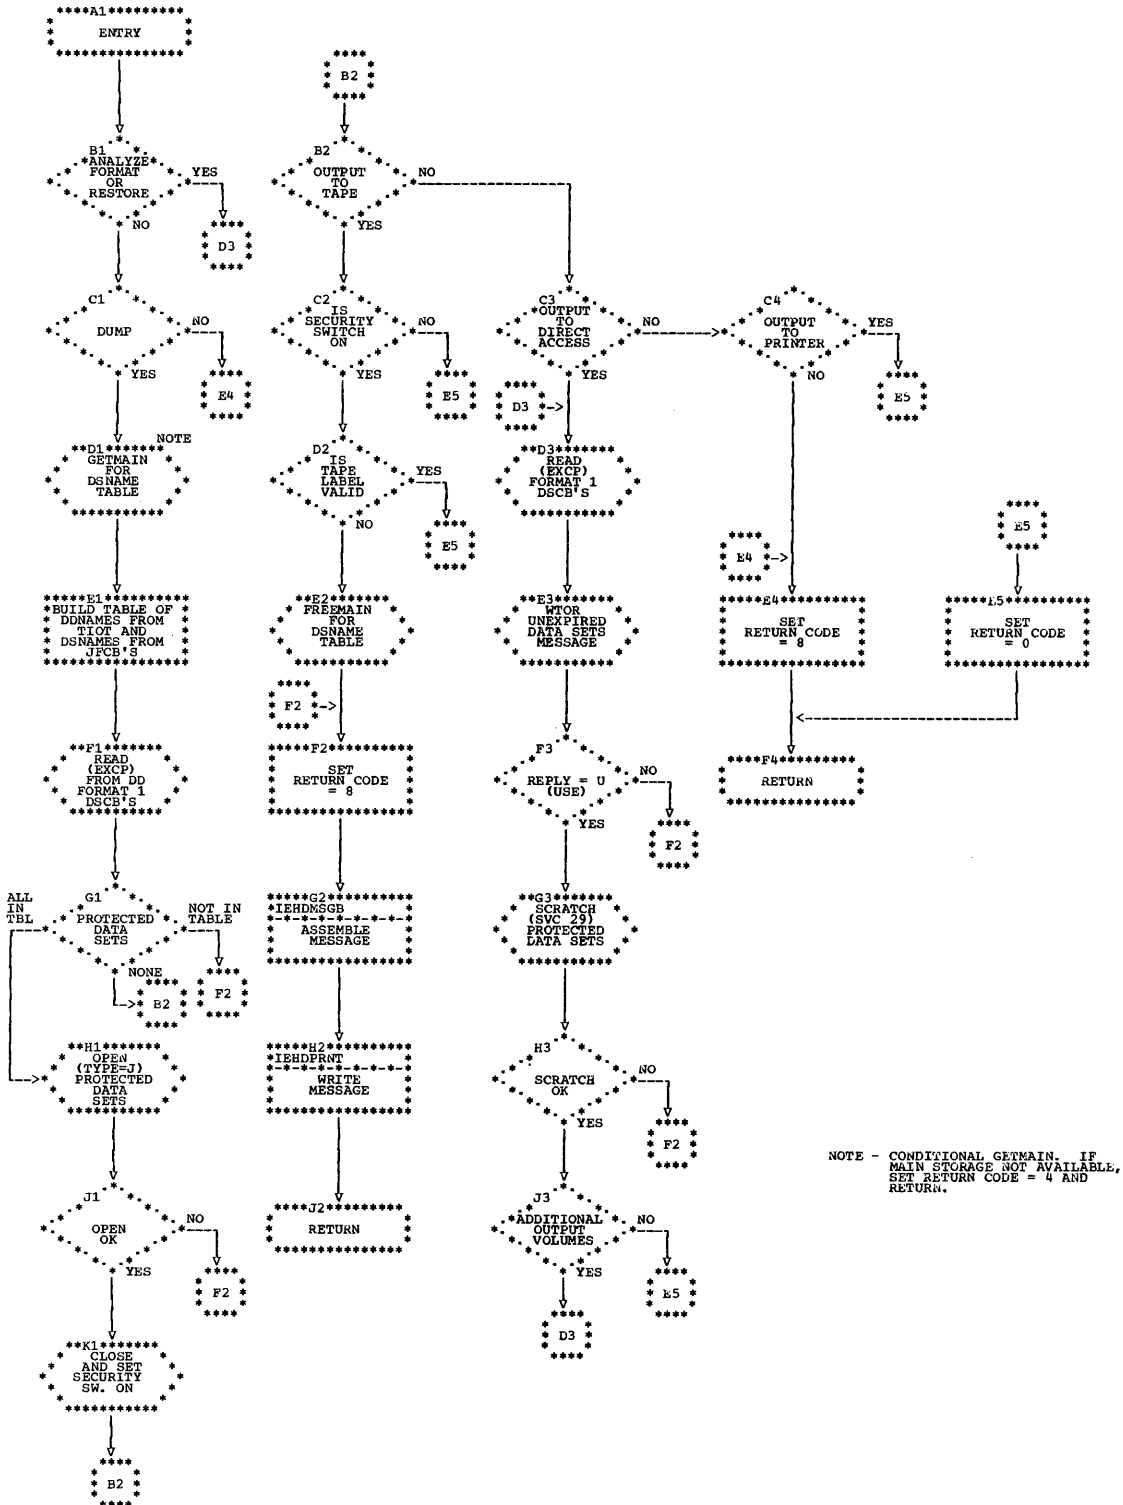 A1
ENTRY
B1
ANALYZE
FORMAT
OR
RESTORE
YES
D3
NO
C1
DUMP
NO
E4
YES
NOTE
D1
GETMAIN
FOR
DSNAME
TABLE
E1
BUILD TABLE OF
DDNAMES FROM
TIOT AND
DSNAMES FROM
JFCB'S
F1
READ
(EXCP)
FROM DD
FORMAT 1
DSCB'S
G1
PROTECTED
DATA
SETS
ALL
IN
TBL
NOT IN
TABLE
F2
NONE
B2
H1
OPEN
(TYPE=J)
PROTECTED
DATA
SETS
J1
OPEN
OK
NO
F2
YES
K1
CLOSE
AND SET
SECURITY
SW. ON
B2
B2
B2
OUTPUT
TO
TAPE
NO
YES
C2
IS
SECURITY
SWITCH
ON
NO
E5
YES
D2
IS
TAPE
LABEL
VALID
YES
E5
NO
E2
FREEMAIN
FOR
DSNAME
TABLE
F2
F2
SET
RETURN CODE
= 8
G2
IEHDMSGB
ASSEMBLE
MESSAGE
H2
IEHDPRNT
WRITE
MESSAGE
J2
RETURN
C3
OUTPUT
TO
DIRECT
ACCESS
NO
YES
D3
D3
READ
(EXCP)
FORMAT 1
DSCB'S
E3
WTOR
UNEXPIRED
DATA SETS
MESSAGE
F3
REPLY = U
(USE)
NO
F2
YES
G3
SCRATCH
(SVC 29)
PROTECTED
DATA SETS
H3
SCRATCH
OK
NO
F2
YES
J3
ADDITIONAL
OUTPUT
VOLUMES
NO
E5
YES
D3
C4
OUTPUT
TO
PRINTER
YES
E5
NO
E4
E4
SET
RETURN CODE
= 8
F4
RETURN
E5
E5
SET
RETURN CODE
= 0
NOTE - CONDITIONAL GETMAIN. IF
MAIN STORAGE NOT AVAILABLE,
SET RETURN CODE = 4 AND
RETURN.